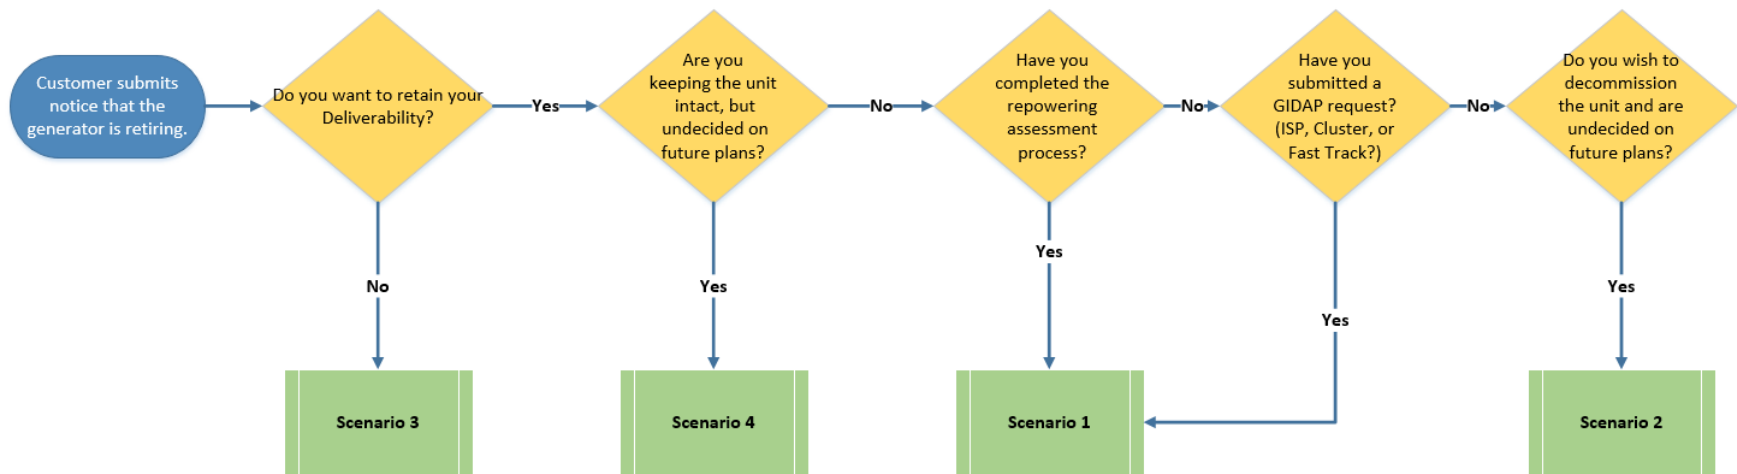 Customer submits
notice that the
generator is retiring.
Do you want to retain your
Deliverability?
Yes
Are you
keeping the unit
intact, but
undecided on
future plans?
No
Have you
completed the
repowering
assessment
process?
No
Have you
submitted a
GIDAP request?
(ISP, Cluster, or
Fast Track?)
No
Do you wish to
decommission
the unit and are
undecided on
future plans?
No
Yes
Yes
Yes
Yes
Scenario 3
Scenario 4
Scenario 1
Scenario 2